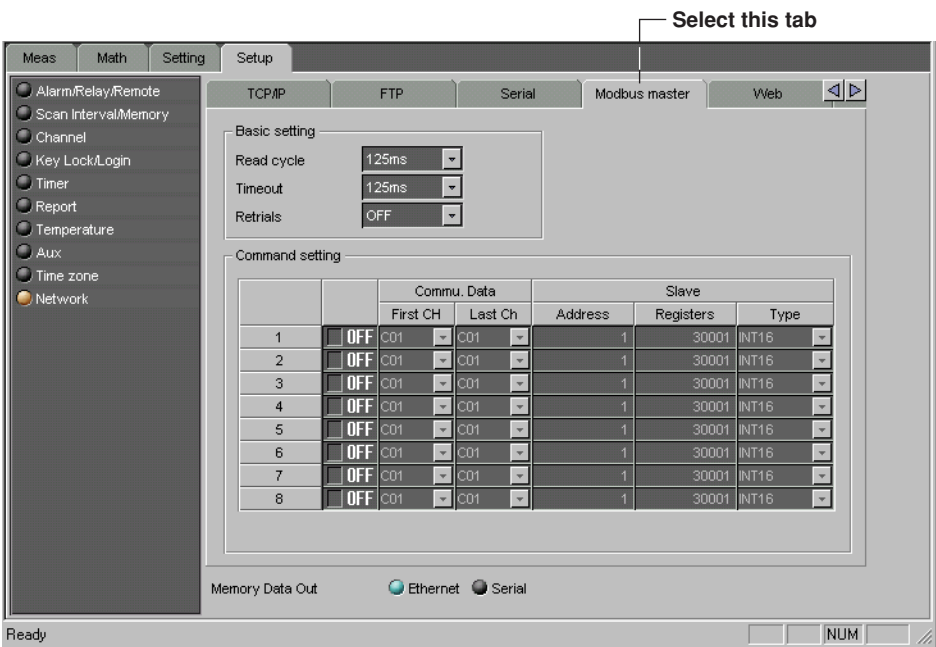 Select this tab
Meas Math Setting Setup
Alarm/Relay/Remote
Scan Interval/Memory
Channel
Key Lock/Login
Timer
Report
Temperature
Aux
Time zone
Network
TCP/IP FTP Serial Modbus master Web
Basic setting
Read cycle 125ms
Timeout 125ms
Retrials OFF
Command setting
Commu. Data Slave
First CH Last Ch Address Registers Type
1 OFF C01 C01 1 30001 INT16
2 OFF C01 C01 1 30001 INT16
3 OFF C01 C01 1 30001 INT16
4 OFF C01 C01 1 30001 INT16
5 OFF C01 C01 1 30001 INT16
6 OFF C01 C01 1 30001 INT16
7 OFF C01 C01 1 30001 INT16
8 OFF C01 C01 1 30001 INT16
Memory Data Out Ethernet Serial
Ready NUM